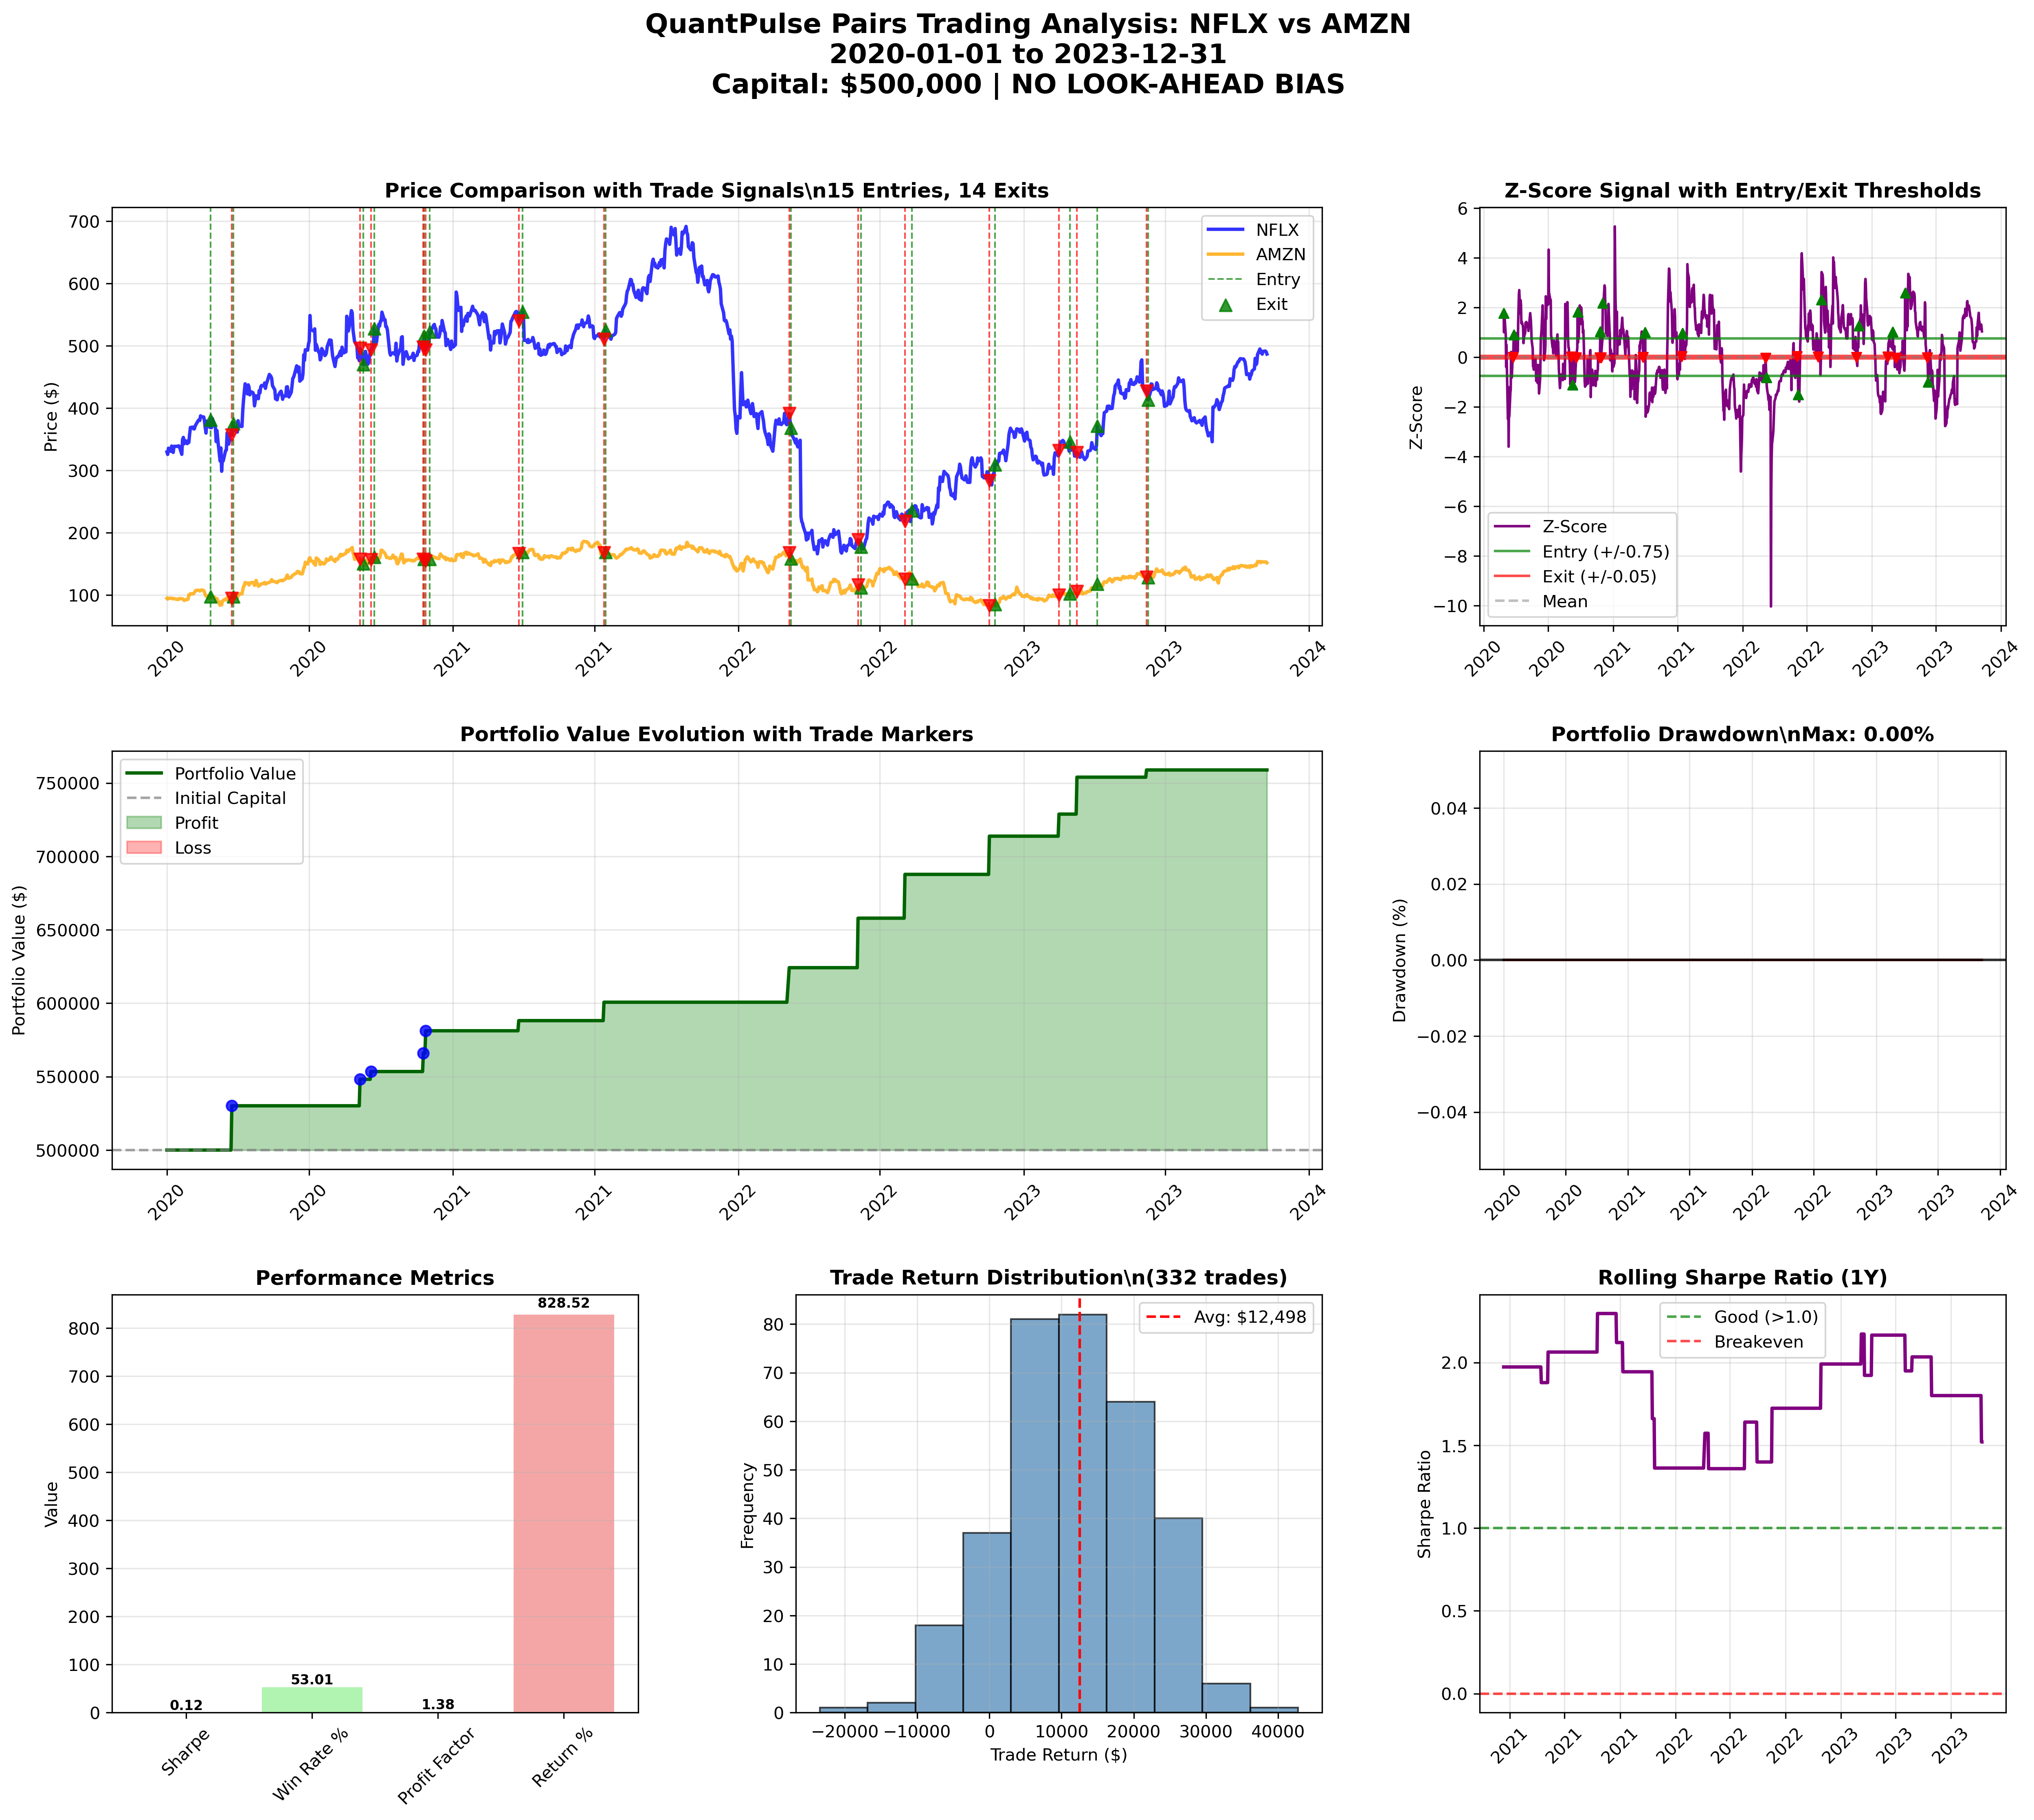 QuantPulse Pairs Trading Analysis: NFLX vs AMZN
2020-01-01 to 2023-12-31
Capital: $500,000 | NO LOOK-AHEAD BIAS
Price Comparison with Trade Signals\n15 Entries, 14 Exits
Price ($)
700
600
500
400
300
200
100
NFLX
AMZN
Entry
Exit
2020
2020
2021
2021
2022
2022
2023
2023
2024
Z-Score Signal with Entry/Exit Thresholds
Z-Score
6
4
2
0
−2
−4
−6
−8
−10
Z-Score
Entry (+/-0.75)
Exit (+/-0.05)
Mean
2020
2020
2021
2021
2022
2022
2023
2023
2024
Portfolio Value Evolution with Trade Markers
Portfolio Value ($)
750000
700000
650000
600000
550000
500000
Portfolio Value
Initial Capital
Profit
Loss
2020
2020
2021
2021
2022
2022
2023
2023
2024
Portfolio Drawdown\nMax: 0.00%
Drawdown (%)
0.04
0.02
0.00
−0.02
−0.04
2020
2020
2021
2021
2022
2022
2023
2023
2024
Performance Metrics
Value
800
700
600
500
400
300
200
100
0
0.12
53.01
1.38
828.52
Sharpe
Win Rate %
Profit Factor
Return %
Trade Return Distribution\n(332 trades)
Frequency
80
70
60
50
40
30
20
10
0
Avg: $12,498
−20000
−10000
0
10000
20000
30000
40000
Trade Return ($)
Rolling Sharpe Ratio (1Y)
Sharpe Ratio
2.0
1.5
1.0
0.5
0.0
Good (>1.0)
Breakeven
2021
2021
2021
2022
2022
2022
2023
2023
2023